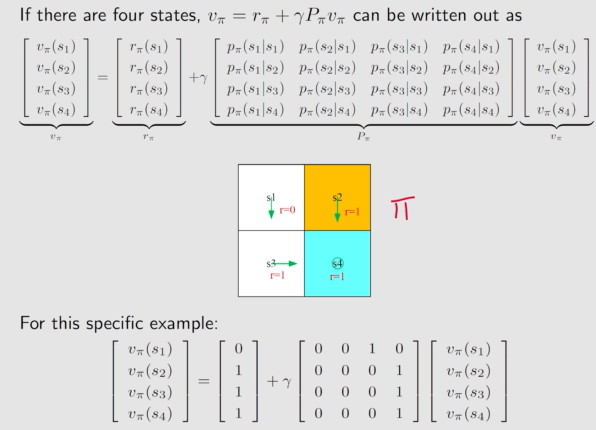 If there are four states, $v_\pi = r_\pi + \gamma P_\pi v_\pi$ can be written out as
$\underbrace{\begin{bmatrix} v_\pi(s_1) \\ v_\pi(s_2) \\ v_\pi(s_3) \\ v_\pi(s_4) \end{bmatrix}}_{v_\pi} = \underbrace{\begin{bmatrix} r_\pi(s_1) \\ r_\pi(s_2) \\ r_\pi(s_3) \\ r_\pi(s_4) \end{bmatrix}}_{r_\pi} + \gamma \underbrace{\begin{bmatrix} p_\pi(s_1|s_1) & p_\pi(s_2|s_1) & p_\pi(s_3|s_1) & p_\pi(s_4|s_1) \\ p_\pi(s_1|s_2) & p_\pi(s_2|s_2) & p_\pi(s_3|s_2) & p_\pi(s_4|s_2) \\ p_\pi(s_1|s_3) & p_\pi(s_2|s_3) & p_\pi(s_3|s_3) & p_\pi(s_4|s_3) \\ p_\pi(s_1|s_4) & p_\pi(s_2|s_4) & p_\pi(s_3|s_4) & p_\pi(s_4|s_4) \end{bmatrix}}_{P_\pi} \underbrace{\begin{bmatrix} v_\pi(s_1) \\ v_\pi(s_2) \\ v_\pi(s_3) \\ v_\pi(s_4) \end{bmatrix}}_{v_\pi}$
s1 s2
r=0 r=1 π
s3 s4
r=1 r=1
For this specific example:
$\begin{bmatrix} v_\pi(s_1) \\ v_\pi(s_2) \\ v_\pi(s_3) \\ v_\pi(s_4) \end{bmatrix} = \begin{bmatrix} 0 \\ 1 \\ 1 \\ 1 \end{bmatrix} + \gamma \begin{bmatrix} 0 & 0 & 1 & 0 \\ 0 & 0 & 0 & 1 \\ 0 & 0 & 0 & 1 \\ 0 & 0 & 0 & 1 \end{bmatrix} \begin{bmatrix} v_\pi(s_1) \\ v_\pi(s_2) \\ v_\pi(s_3) \\ v_\pi(s_4) \end{bmatrix}$